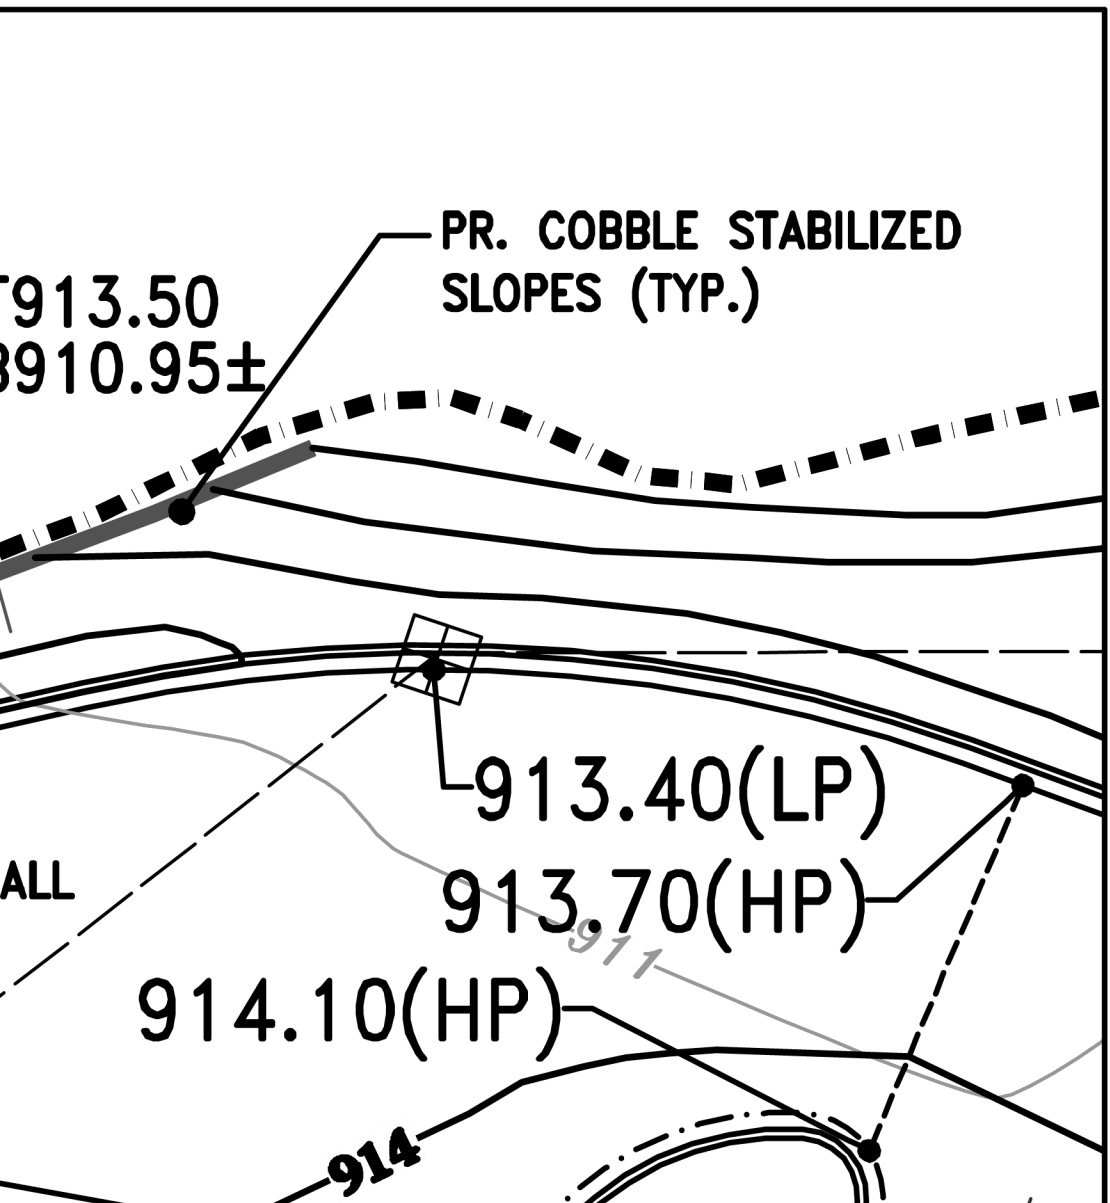 PR. COBBLE STABILIZED
SLOPES (TYP.)
913.50
910.95±
913.40(LP)
ALL
913.70(HP)
911
914.10(HP)
914